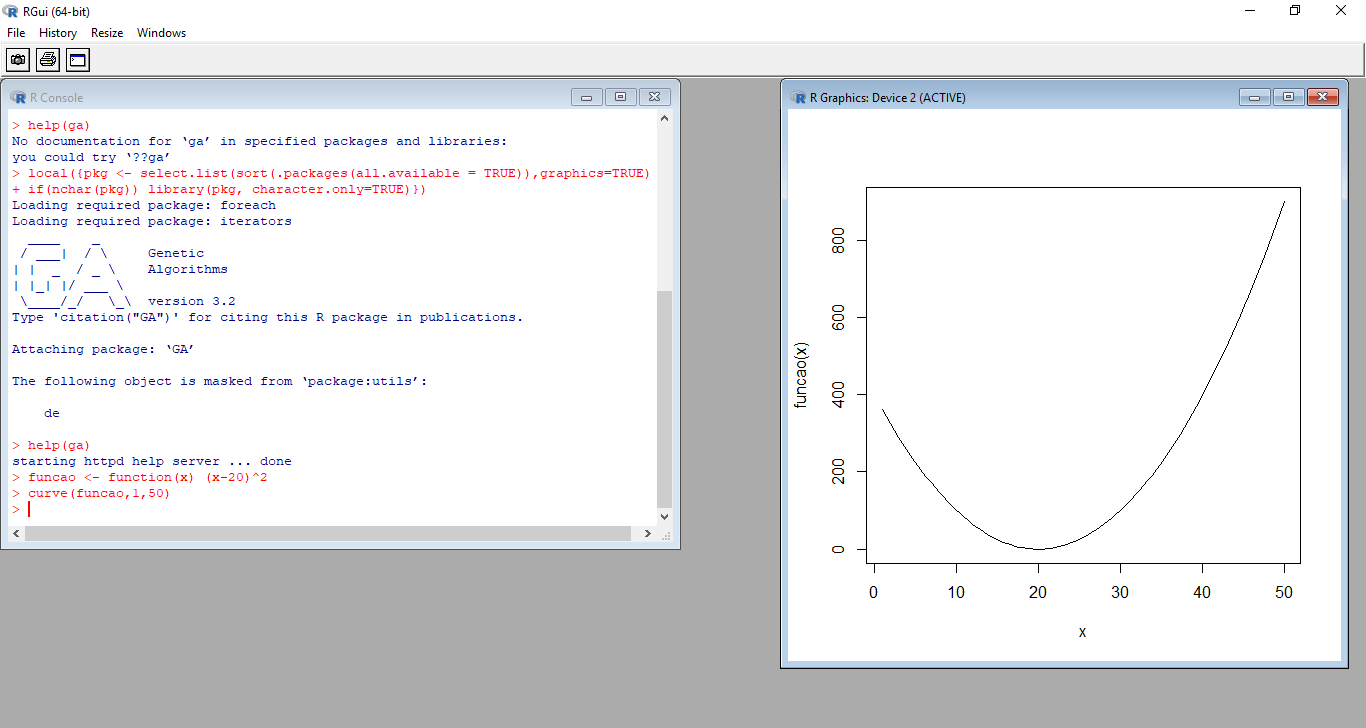 RGui (64-bit)
File History Resize Windows
R Console
> help(ga)
No documentation for ‘ga’ in specified packages and libraries:
you could try ‘??ga’
> local({pkg <- select.list(sort(.packages(all.available = TRUE)),graphics=TRUE)
+ if(nchar(pkg)) library(pkg, character.only=TRUE)})
Loading required package: foreach
Loading required package: iterators
Genetic
Algorithms
version 3.2
Type 'citation("GA")' for citing this R package in publications.
Attaching package: ‘GA’
The following object is masked from ‘package:utils’:
de
> help(ga)
starting httpd help server ... done
> funcao <- function(x) (x-20)^2
> curve(funcao,1,50)
>
R Graphics: Device 2 (ACTIVE)
funcao(x)
800
600
400
200
0
0 10 20 30 40 50
x